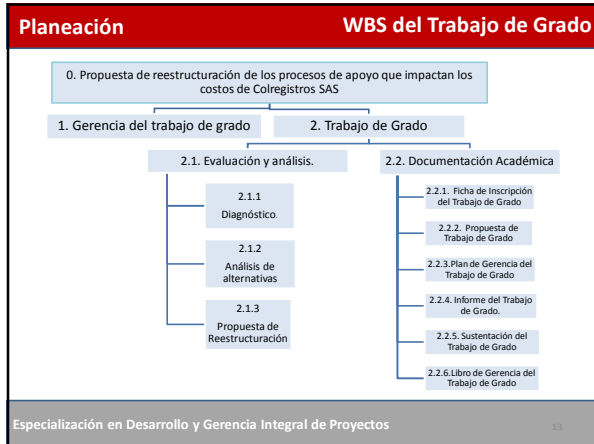 Planeación
WBS del Trabajo de Grado
0. Propuesta de reestructuración de los procesos de apoyo que impactan los
costos de Colregistros SAS
1. Gerencia del trabajo de grado
2. Trabajo de Grado
2.1. Evaluación y análisis.
2.1.1
Diagnóstico.
2.1.2
Análisis de
alternativas
2.1.3
Propuesta de
Reestructuración
2.2. Documentación Académica
2.2.1. Ficha de Inscripción
del Trabajo de Grado
2.2.2. Propuesta de
Trabajo de Grado
2.2.3.Plan de Gerencia del
Trabajo de Grado
2.2.4. Informe del Trabajo
de Grado.
2.2.5. Sustentación del
Trabajo de Grado
2.2.6.Libro de Gerencia del
Trabajo de Grado
Especialización en Desarrollo y Gerencia Integral de Proyectos
13